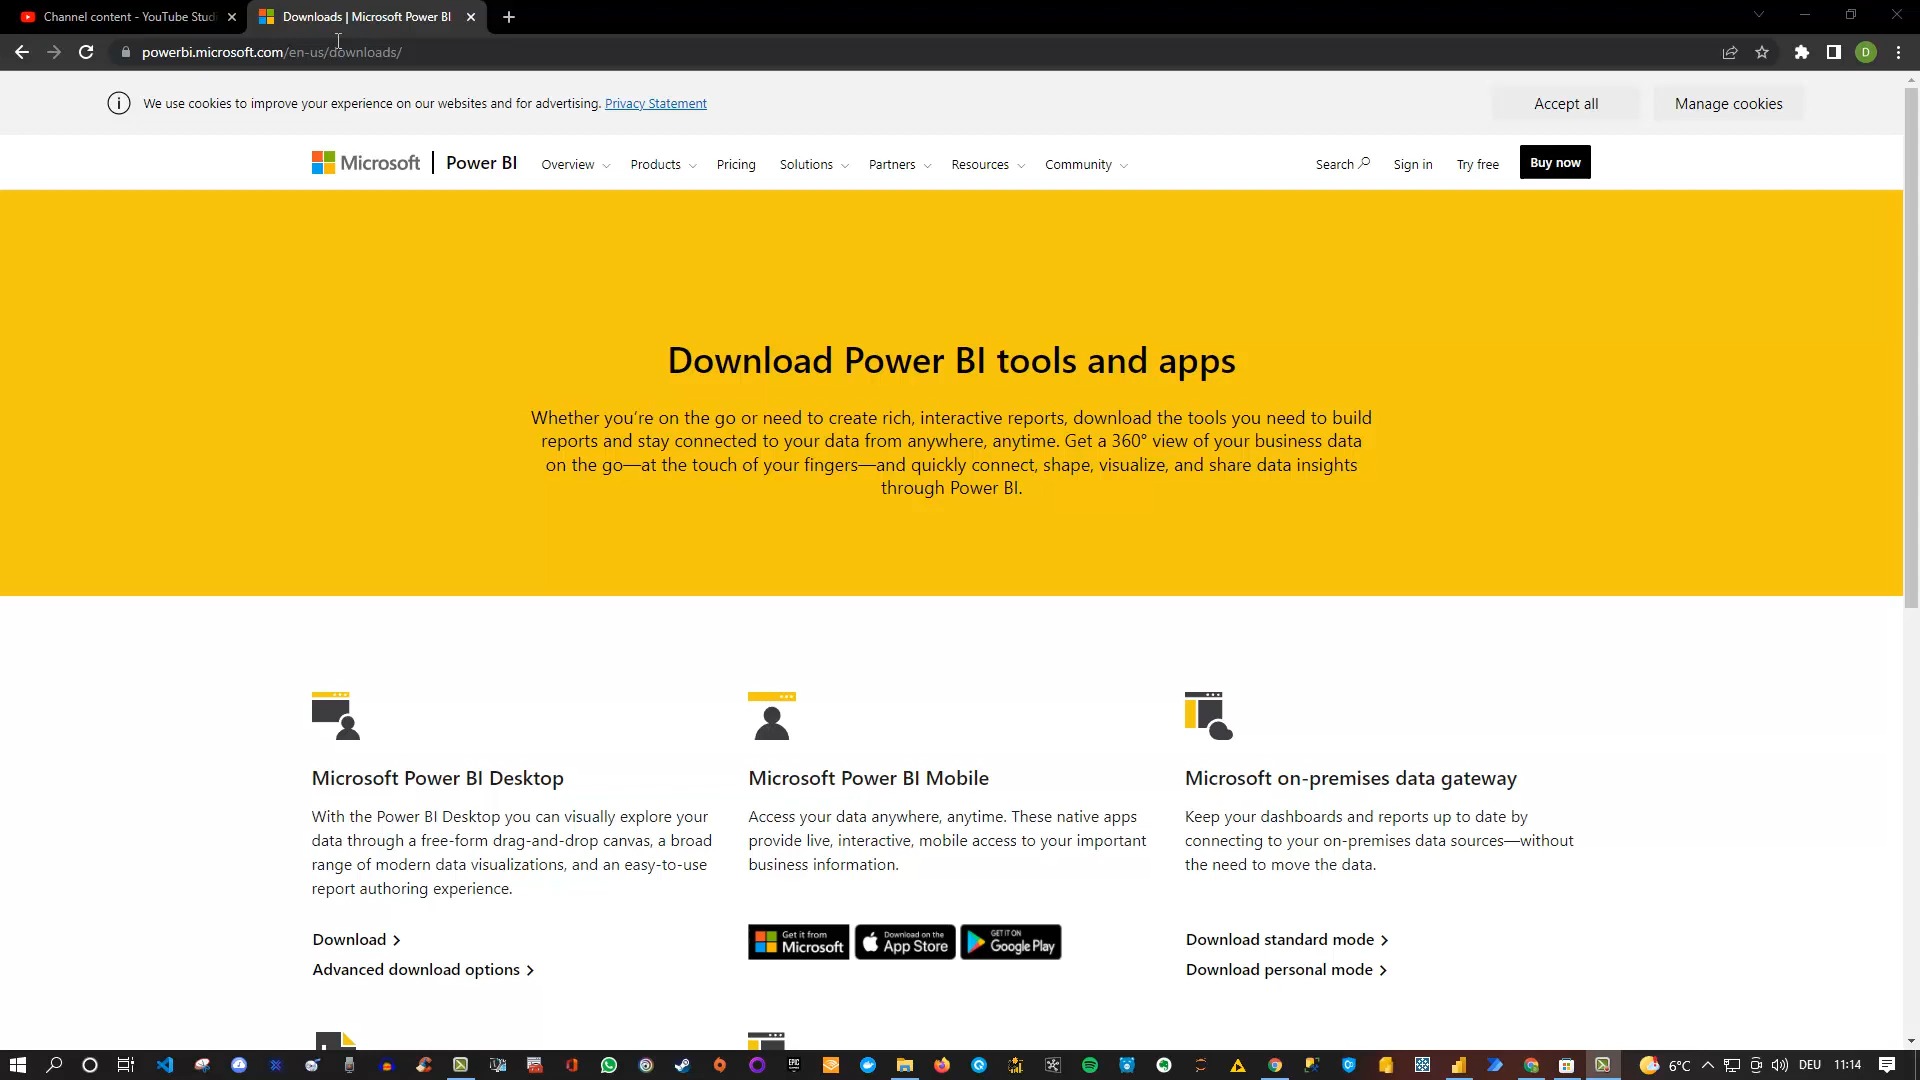 Channel content - YouTube Studi
Downloads | Microsoft Power BI
powerbi.microsoft.com/en-us/downloads/
D
We use cookies to improve your experience on our websites and for advertising. Privacy Statement
Accept all
Manage cookies
Microsoft | Power BI
Overview
Products
Pricing
Solutions
Partners
Resources
Community
Search
Sign in
Try free
Buy now
Download Power BI tools and apps
Whether you're on the go or need to create rich, interactive reports, download the tools you need to build
reports and stay connected to your data from anywhere, anytime. Get a 360° view of your business data
on the go—at the touch of your fingers—and quickly connect, shape, visualize, and share data insights
through Power BI.
Microsoft Power BI Desktop
With the Power BI Desktop you can visually explore your
data through a free-form drag-and-drop canvas, a broad
range of modern data visualizations, and an easy-to-use
report authoring experience.
Download
Advanced download options
Microsoft Power BI Mobile
Access your data anywhere, anytime. These native apps
provide live, interactive, mobile access to your important
business information.
Get it from
Microsoft
Download on the
App Store
GET IT ON
Google Play
Microsoft on-premises data gateway
Keep your dashboards and reports up to date by
connecting to your on-premises data sources—without
the need to move the data.
Download standard mode
Download personal mode
EPIC
6°C
DEU
11:14